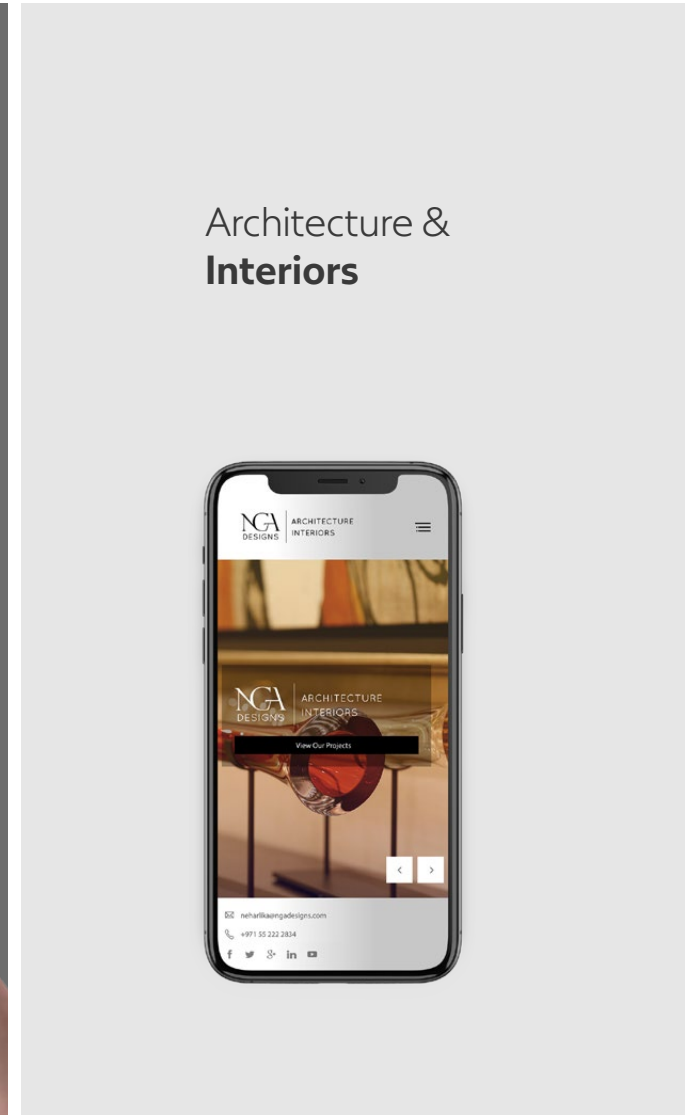 Architecture &
Interiors
NGA
DESIGNS
ARCHITECTURE
INTERIORS
NGA
DESIGNS
ARCHITECTURE
INTERIORS
View Our Projects
neharlika@ngadesigns.com
+971 55 222 2834